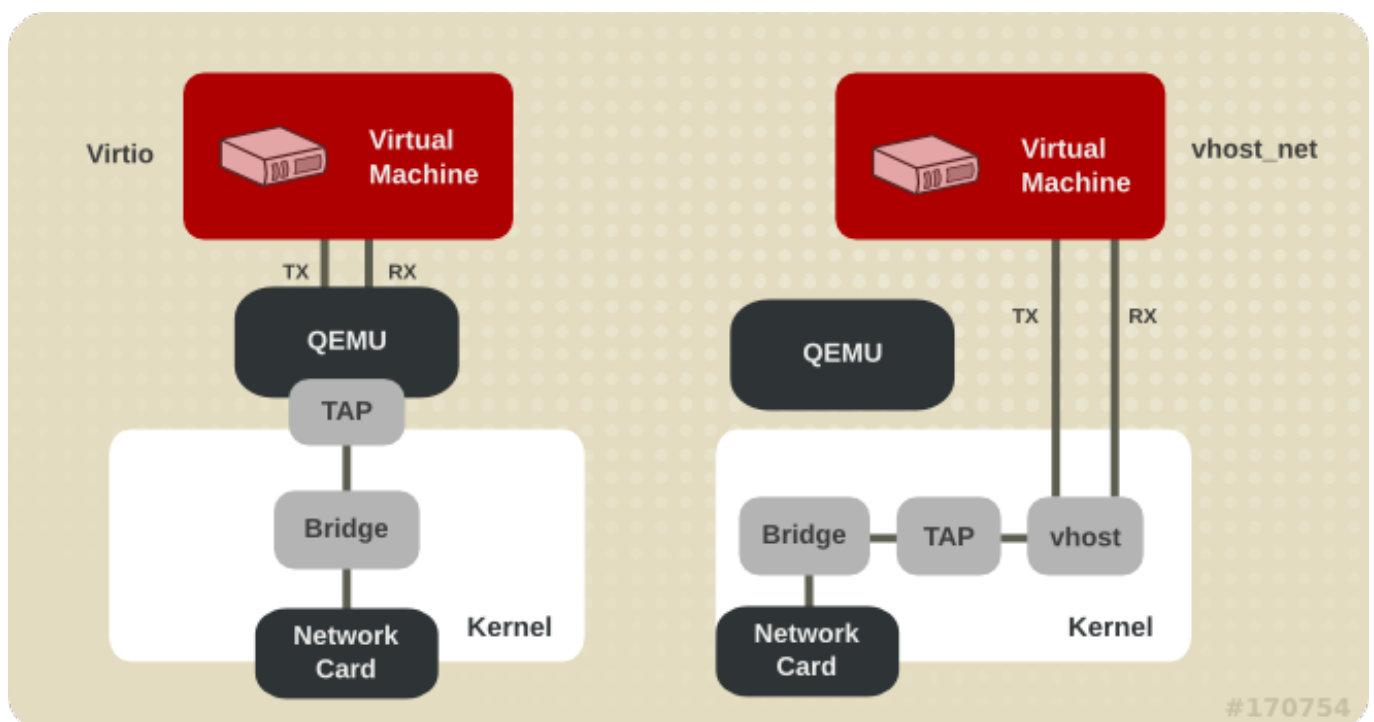 Virtio
Virtual
Machine
TX
RX
QEMU
TAP
Bridge
Network
Card
Kernel
Virtual
Machine
vhost_net
TX
RX
QEMU
Bridge
TAP
vhost
Network
Card
Kernel
#170754